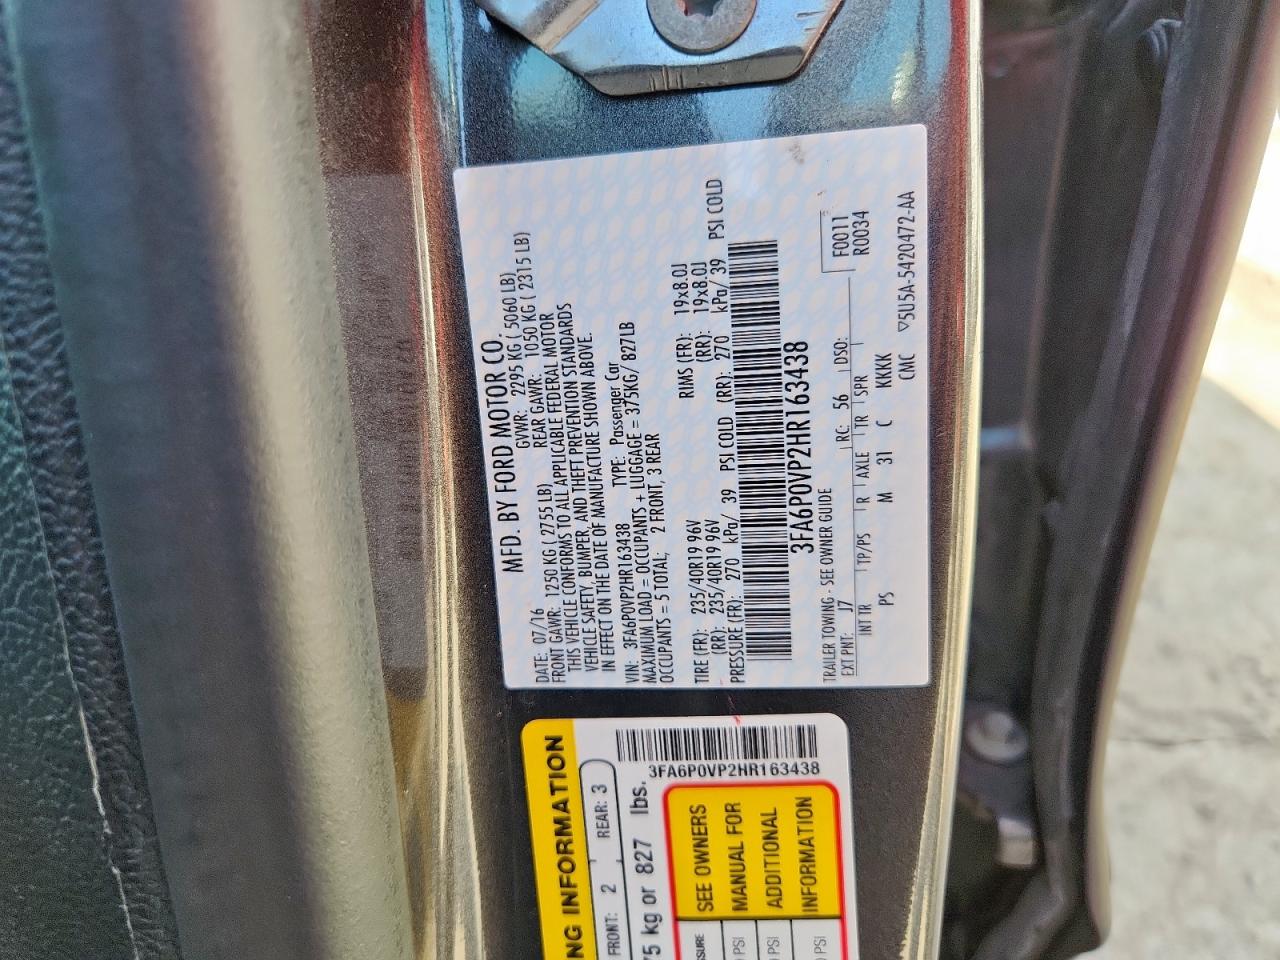 MFD. BY FORD MOTOR CO.
DATE: 07/16 GVWR: 2295 KG ( 5060 LB)
FRONT GAWR: 1250 KG ( 2755 LB) REAR GAWR: 1050 KG ( 2315 LB)
THIS VEHICLE CONFORMS TO ALL APPLICABLE FEDERAL MOTOR
VEHICLE SAFETY, BUMPER, AND THEFT PREVENTION STANDARDS
IN EFFECT ON THE DATE OF MANUFACTURE SHOWN ABOVE.
VIN: 3FA6P0VP2HR163438 TYPE: Passenger Car
MAXIMUM LOAD = OCCUPANTS + LUGGAGE = 375KG/ 827LB
OCCUPANTS = 5 TOTAL; 2 FRONT, 3 REAR
TIRE (FR): 235/40R19 96V RIMS (FR): 19x8.0J
(RR): 235/40R19 96V (RR): 19x8.0J
PRESSURE (FR): 270 kPa/ 39 PSI COLD (RR): 270 kPa/ 39 PSI COLD
3FA6P0VP2HR163438
F0011
R0034
TRAILER TOWING - SEE OWNER GUIDE
EXT PNT: J7 RC: 56 DSO:
INT TR TP/PS R AXLE TR SPR
PS M 31 C KKKK
CMC ▽5U5A-5420472-AA
NG INFORMATION
FRONT: 2 REAR: 3
75 kg or 827 lbs.
3FA6P0VP2HR163438
SSURE
PSI
PSI
PSI
SEE OWNERS
MANUAL FOR
ADDITIONAL
INFORMATION